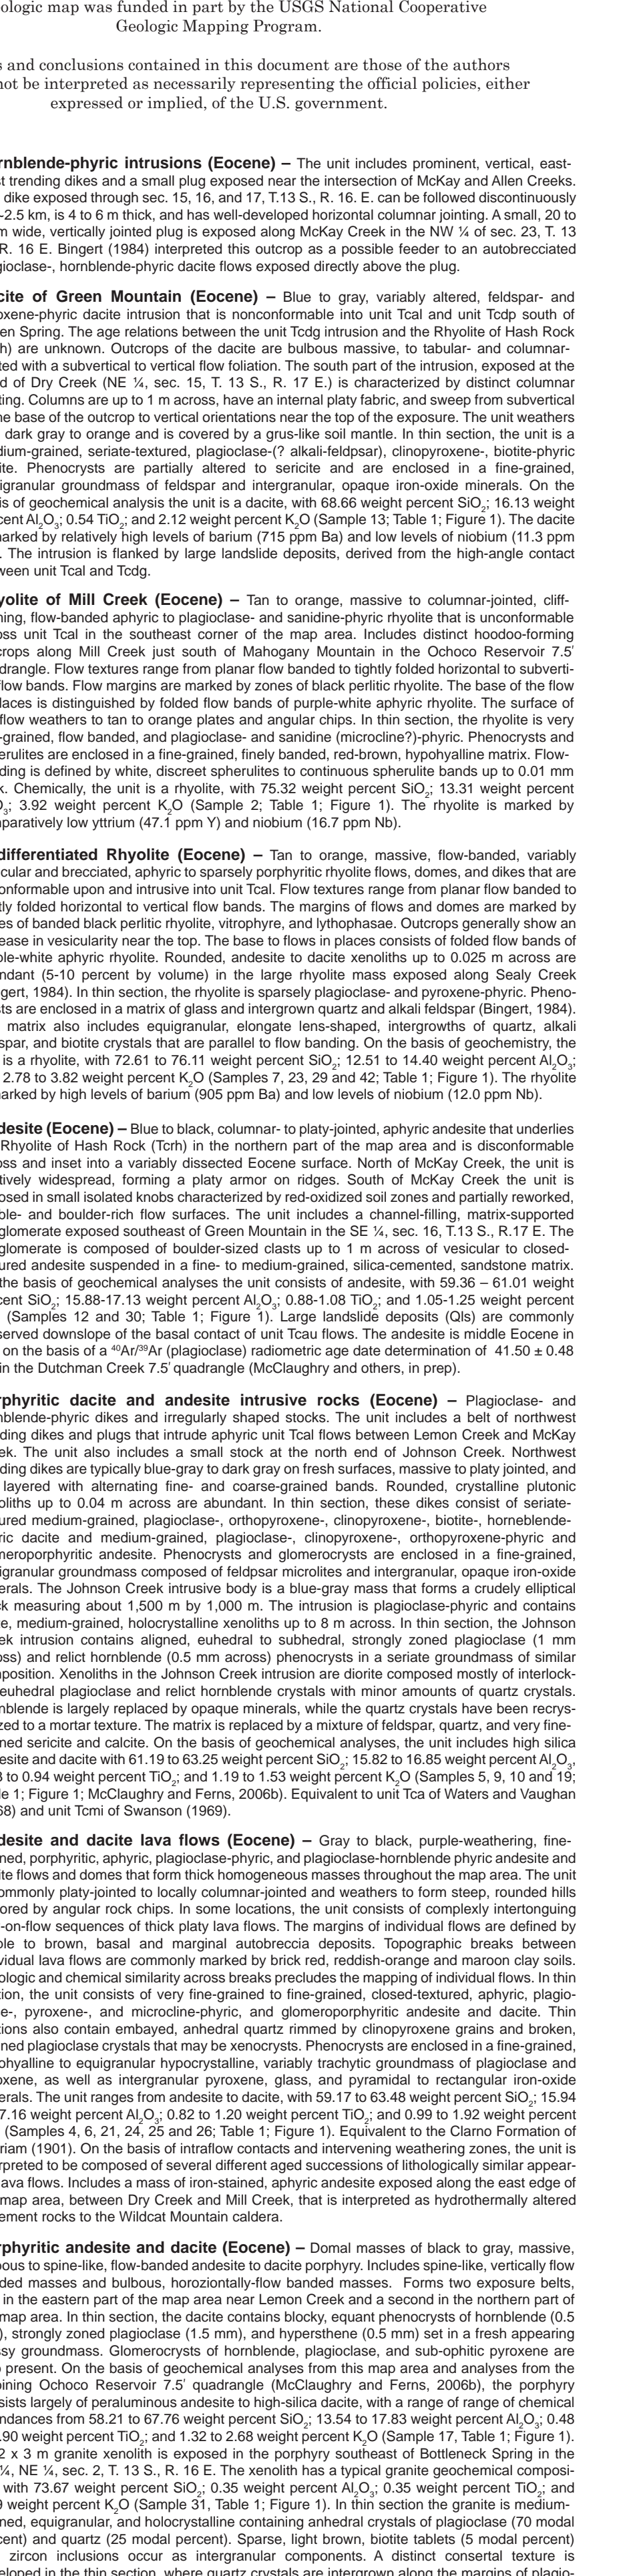 ologic map was funded in part by the USGS National Cooperative
Geologic Mapping Program.
s and conclusions contained in this document are those of the authors
not be interpreted as necessarily representing the official policies, either
expressed or implied, of the U.S. government.
rnblende-phyric intrusions (Eocene) – The unit includes prominent, vertical, east-
st trending dikes and a small plug exposed near the intersection of McKay and Allen Creeks.
dike exposed through sec. 15, 16, and 17, T.13 S., R. 16. E. can be followed discontinuously
-2.5 km, is 4 to 6 m thick, and has well-developed horizontal columnar jointing. A small, 20 to
m wide, vertically jointed plug is exposed along McKay Creek in the NW ¼ of sec. 23, T. 13
R. 16 E. Bingert (1984) interpreted this outcrop as a possible feeder to an autobrecciated
gioclase-, hornblende-phyric dacite flows exposed directly above the plug.
cite of Green Mountain (Eocene) – Blue to gray, variably altered, feldspar- and
oxene-phyric dacite intrusion that is nonconformable into unit Tcal and unit Tcdp south of
en Spring. The age relations between the unit Tcdg intrusion and the Rhyolite of Hash Rock
h) are unknown. Outcrops of the dacite are bulbous massive, to tabular- and columnar-
ted with a subvertical to vertical flow foliation. The south part of the intrusion, exposed at the
d of Dry Creek (NE ¼, sec. 15, T. 13 S., R. 17 E.) is characterized by distinct columnar
ting. Columns are up to 1 m across, have an internal platy fabric, and sweep from subvertical
he base of the outcrop to vertical orientations near the top of the exposure. The unit weathers
dark gray to orange and is covered by a grus-like soil mantle. In thin section, the unit is a
dium-grained, seriate-textured, plagioclase-(? alkali-feldpsar), clinopyroxene-, biotite-phyric
ite. Phenocrysts are partially altered to sericite and are enclosed in a fine-grained,
igranular groundmass of feldspar and intergranular, opaque iron-oxide minerals. On the
is of geochemical analysis the unit is a dacite, with 68.66 weight percent SiO2; 16.13 weight
cent Al2O3; 0.54 TiO2; and 2.12 weight percent K2O (Sample 13; Table 1; Figure 1). The dacite
marked by relatively high levels of barium (715 ppm Ba) and low levels of niobium (11.3 ppm
. The intrusion is flanked by large landslide deposits, derived from the high-angle contact
ween unit Tcal and Tcdg.
yolite of Mill Creek (Eocene) – Tan to orange, massive to columnar-jointed, cliff-
ning, flow-banded aphyric to plagioclase- and sanidine-phyric rhyolite that is unconformable
oss unit Tcal in the southeast corner of the map area. Includes distinct hoodoo-forming
crops along Mill Creek just south of Mahogany Mountain in the Ochoco Reservoir 7.5′
drangle. Flow textures range from planar flow banded to tightly folded horizontal to subverti-
flow bands. Flow margins are marked by zones of black perlitic rhyolite. The base of the flow
laces is distinguished by folded flow bands of purple-white aphyric rhyolite. The surface of
flow weathers to tan to orange plates and angular chips. In thin section, the rhyolite is very
-grained, flow banded, and plagioclase- and sanidine (microcline?)-phyric. Phenocrysts and
erulites are enclosed in a fine-grained, finely banded, red-brown, hypohyalline matrix. Flow-
ding is defined by white, discreet spherulites to continuous spherulite bands up to 0.01 mm
k. Chemically, the unit is a rhyolite, with 75.32 weight percent SiO2; 13.31 weight percent
O3; 3.92 weight percent K2O (Sample 2; Table 1; Figure 1). The rhyolite is marked by
mparatively low yttrium (47.1 ppm Y) and niobium (16.7 ppm Nb).
differentiated Rhyolite (Eocene) – Tan to orange, massive, flow-banded, variably
icular and brecciated, aphyric to sparsely porphyritic rhyolite flows, domes, and dikes that are
onformable upon and intrusive into unit Tcal. Flow textures range from planar flow banded to
tly folded horizontal to vertical flow bands. The margins of flows and domes are marked by
es of banded black perlitic rhyolite, vitrophyre, and lythophasae. Outcrops generally show an
ease in vesicularity near the top. The base to flows in places consists of folded flow bands of
ple-white aphyric rhyolite. Rounded, andesite to dacite xenoliths up to 0.025 m across are
ndant (5-10 percent by volume) in the large rhyolite mass exposed along Sealy Creek
ngert, 1984). In thin section, the rhyolite is sparsely plagioclase- and pyroxene-phyric. Pheno-
sts are enclosed in a matrix of glass and intergrown quartz and alkali feldspar (Bingert, 1984).
matrix also includes equigranular, elongate lens-shaped, intergrowths of quartz, alkali
spar, and biotite crystals that are parallel to flow banding. On the basis of geochemistry, the
is a rhyolite, with 72.61 to 76.11 weight percent SiO2; 12.51 to 14.40 weight percent Al2O3;
2.78 to 3.82 weight percent K2O (Samples 7, 23, 29 and 42; Table 1; Figure 1). The rhyolite
marked by high levels of barium (905 ppm Ba) and low levels of niobium (12.0 ppm Nb).
desite (Eocene) – Blue to black, columnar- to platy-jointed, aphyric andesite that underlies
Rhyolite of Hash Rock (Tcrh) in the northern part of the map area and is disconformable
oss and inset into a variably dissected Eocene surface. North of McKay Creek, the unit is
atively widespread, forming a platy armor on ridges. South of McKay Creek the unit is
osed in small isolated knobs characterized by red-oxidized soil zones and partially reworked,
ble- and boulder-rich flow surfaces. The unit includes a channel-filling, matrix-supported
glomerate exposed southeast of Green Mountain in the SE ¼, sec. 16, T.13 S., R.17 E. The
glomerate is composed of boulder-sized clasts up to 1 m across of vesicular to closed-
ured andesite suspended in a fine- to medium-grained, silica-cemented, sandstone matrix.
the basis of geochemical analyses the unit consists of andesite, with 59.36 – 61.01 weight
cent SiO2; 15.88-17.13 weight percent Al2O3; 0.88-1.08 TiO2; and 1.05-1.25 weight percent
(Samples 12 and 30; Table 1; Figure 1). Large landslide deposits (Qls) are commonly
served downslope of the basal contact of unit Tcau flows. The andesite is middle Eocene in
on the basis of a 40Ar/39Ar (plagioclase) radiometric age date determination of 41.50 ± 0.48
in the Dutchman Creek 7.5′ quadrangle (McClaughry and others, in prep).
rphyritic dacite and andesite intrusive rocks (Eocene) – Plagioclase- and
nblende-phyric dikes and irregularly shaped stocks. The unit includes a belt of northwest
ding dikes and plugs that intrude aphyric unit Tcal flows between Lemon Creek and McKay
ek. The unit also includes a small stock at the north end of Johnson Creek. Northwest
ding dikes are typically blue-gray to dark gray on fresh surfaces, massive to platy jointed, and
layered with alternating fine- and coarse-grained bands. Rounded, crystalline plutonic
oliths up to 0.04 m across are abundant. In thin section, these dikes consist of seriate-
ured medium-grained, plagioclase-, orthopyroxene-, clinopyroxene-, biotite-, horneblende-
ric dacite and medium-grained, plagioclase-, clinopyroxene-, orthopyroxene-phyric and
meroporphyritic andesite. Phenocrysts and glomerocrysts are enclosed in a fine-grained,
igranular groundmass composed of feldpsar microlites and intergranular, opaque iron-oxide
erals. The Johnson Creek intrusive body is a blue-gray mass that forms a crudely elliptical
ck measuring about 1,500 m by 1,000 m. The intrusion is plagioclase-phyric and contains
e, medium-grained, holocrystalline xenoliths up to 8 m across. In thin section, the Johnson
ek intrusion contains aligned, euhedral to subhedral, strongly zoned plagioclase (1 mm
oss) and relict hornblende (0.5 mm across) phenocrysts in a seriate groundmass of similar
position. Xenoliths in the Johnson Creek intrusion are diorite composed mostly of interlock-
euhedral plagioclase and relict hornblende crystals with minor amounts of quartz crystals.
nblende is largely replaced by opaque minerals, while the quartz crystals have been recrys-
zed to a mortar texture. The matrix is replaced by a mixture of feldspar, quartz, and very fine-
ned sericite and calcite. On the basis of geochemical analyses, the unit includes high silica
esite and dacite with 61.19 to 63.25 weight percent SiO2; 15.82 to 16.85 weight percent Al2O3,
3 to 0.94 percent TiO2; and 1.19 to 1.53 weight percent K2O (Samples 5, 9, 10 and 19;
le 1; Figure 1; McClaughry and Ferns, 2006b). Equivalent to unit Tca of Waters and Vaughan
68) and unit Tcmi of Swanson (1969).
desite and dacite lava flows (Eocene) – Gray to black, purple-weathering, fine-
ned, porphyritic, aphyric, plagioclase-phyric, and plagioclase-hornblende phyric andesite and
ite flows and domes that form thick homogeneous masses throughout the map area. The unit
ommonly platy-jointed to locally columnar-jointed and weathers to form steep, rounded hills
ored by angular rock chips. In some locations, the unit consists of complexly intertonguing
-on-flow sequences of thick platy lava flows. The margins of individual flows are defined by
ple to brown, basal and marginal autobreccia deposits. Topographic breaks between
vidual lava flows are commonly marked by brick red, reddish-orange and maroon clay soils.
ologic and chemical similarity across breaks precludes the mapping of individual flows. In thin
tion, the unit consists of very fine-grained to fine-grained, closed-textured, aphyric, plagio-
e-, pyroxene-, and microcline-phyric, and glomeroporphyritic andesite and dacite. Thin
tions also contain embayed, anhedral quartz rimmed by clinopyroxene grains and broken,
ned plagioclase crystals that may be xenocrysts. Phenocrysts are enclosed in a fine-grained,
ohyalline to equigranular hypocrystalline, variably trachytic groundmass of plagioclase and
oxene, as well as intergranular pyroxene, glass, and pyramidal to rectangular iron-oxide
erals. The unit ranges from andesite to dacite, with 59.17 to 63.48 weight percent SiO2; 15.94
7.16 weight percent Al2O3; 0.82 to 1.20 weight percent TiO2; and 0.99 to 1.92 weight percent
(Samples 4, 6, 21, 24, 25 and 26; Table 1; Figure 1). Equivalent to the Clarno Formation of
riam (1901). On the basis of intraflow contacts and intervening weathering zones, the unit is
rpreted to be composed of several different aged successions of lithologically similar appear-
lava flows. Includes a mass of iron-stained, aphyric andesite exposed along the east edge of
map area, between Dry Creek and Mill Creek, that is interpreted as hydrothermally altered
ement rocks to the Wildcat Mountain caldera.
rphyritic andesite and dacite (Eocene) – Domal masses of black to gray, massive,
bous to spine-like, flow-banded andesite to dacite porphyry. Includes spine-like, vertically flow
ded masses and bulbous, horoziontally-flow banded masses. Forms two exposure belts,
in the eastern part of the map area near Lemon Creek and a second in the northern part of
map area. In thin section, the dacite contains blocky, equant phenocrysts of hornblende (0.5
), strongly zoned plagioclase (1.5 mm), and hypersthene (0.5 mm) set in a fresh appearing
ssy groundmass. Glomerocrysts of hornblende, plagioclase, and sub-ophitic pyroxene are
o present. On the basis of geochemical analyses from this map area and analyses from the
oining Ochoco Reservoir 7.5′ quadrangle (McClaughry and Ferns, 2006b), the porphyry
sists largely of peraluminous andesite to high-silica dacite, with a range of range of chemical
ndances from 58.21 to 67.76 weight percent SiO2; 13.54 to 17.83 weight percent Al2O3; 0.48
.90 weight percent TiO2; and 1.32 to 2.68 weight percent K2O (Sample 17, Table 1; Figure 1).
2 x 3 m granite xenolith is exposed in the porphyry southeast of Bottleneck Spring in the
¼, NE ¼, sec. 2, T. 13 S., R. 16 E. The xenolith has a typical granite geochemical composi-
with 73.67 weight percent SiO2; 0.35 weight percent Al2O3; 0.35 weight percent TiO2; and
9 weight percent K2O (Sample 31, Table 1; Figure 1). In thin section the granite is medium-
ned, equigranular, and holocrystalline containing anhedral crystals of plagioclase (70 modal
cent) and quartz (25 modal percent). Sparse, light brown, biotite tablets (5 modal percent)
zircon inclusions occur as intergranular components. A distinct consertal texture is
eloped in the thin section, where quartz crystals are intergrown along the margins of plagio-